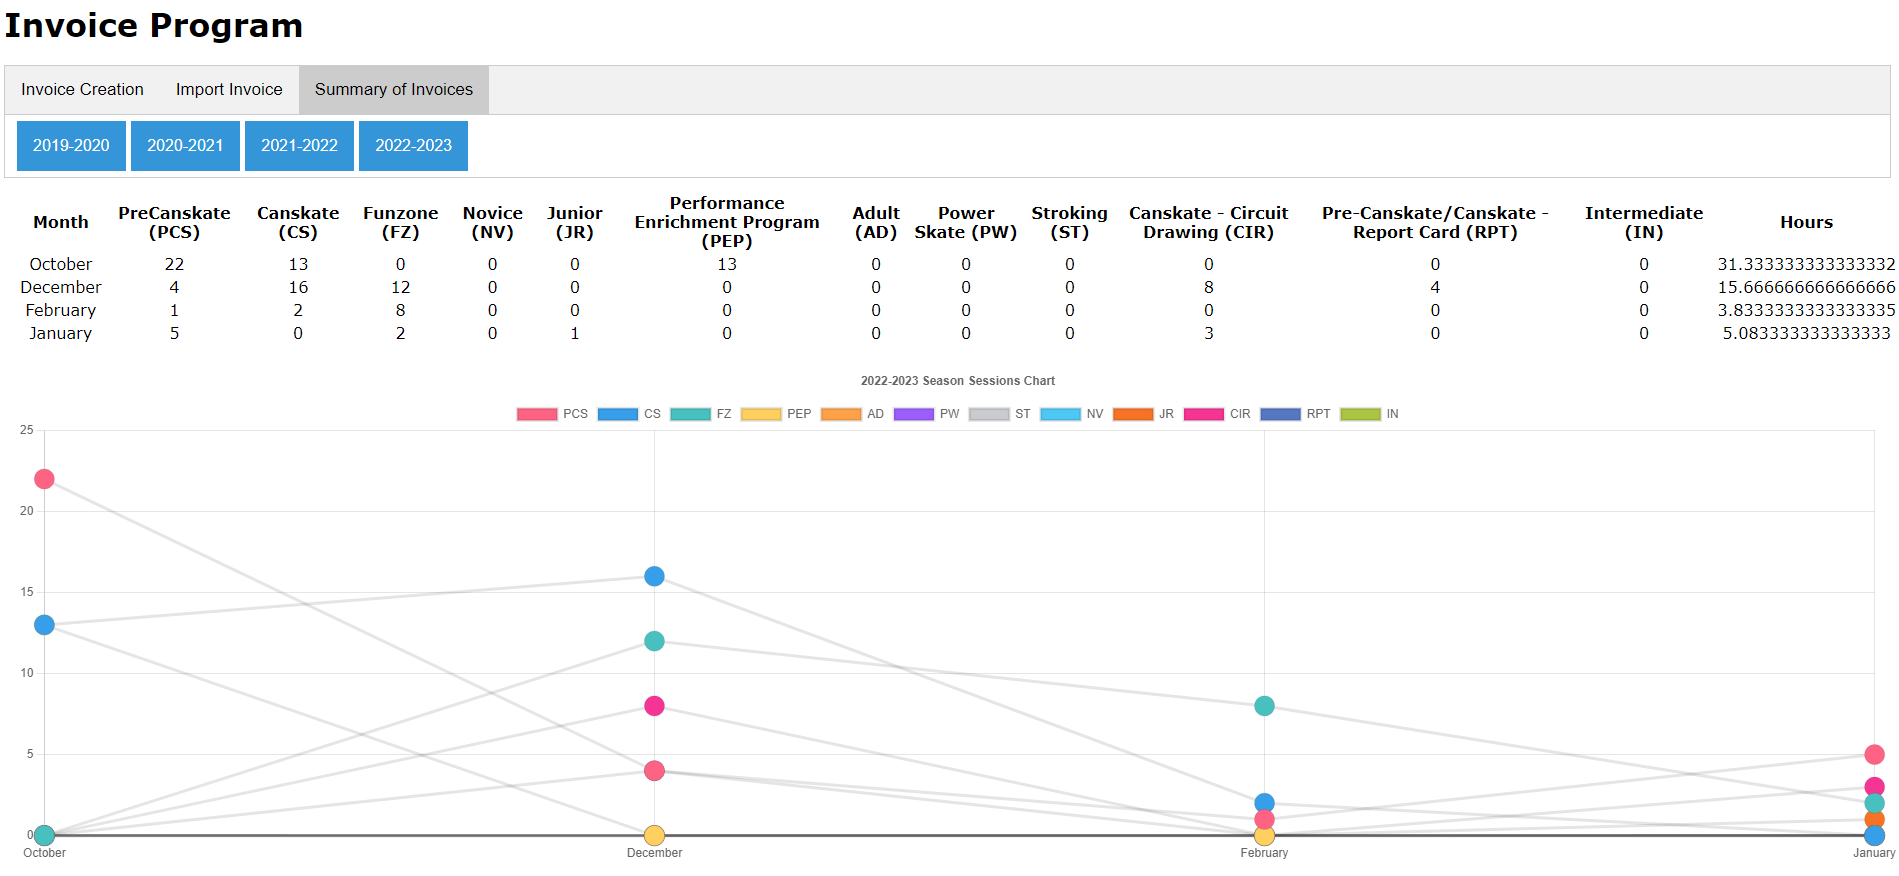 Invoice Program
Invoice Creation Import Invoice Summary of Invoices
2019-2020 2020-2021 2021-2022 2022-2023
Month PreCanskate (PCS) Canskate (CS) Funzone (FZ) Novice (NV) Junior (JR) Performance Enrichment Program (PEP) Adult (AD) Power Skate (PW) Stroking (ST) Canskate - Circuit Drawing (CIR) Pre-Canskate/Canskate - Report Card (RPT) Intermediate (IN) Hours
October 22 13 0 0 0 13 0 0 0 0 0 0 31.333333333333332
December 4 16 12 0 0 0 0 0 0 8 4 0 15.666666666666666
February 1 2 8 0 0 0 0 0 0 0 0 0 3.8333333333333335
January 5 0 2 0 1 0 0 0 0 3 0 0 5.083333333333333
2022-2023 Season Sessions Chart
PCS CS FZ PEP AD PW ST NV JR CIR RPT IN
25
20
15
10
5
0
October December February January